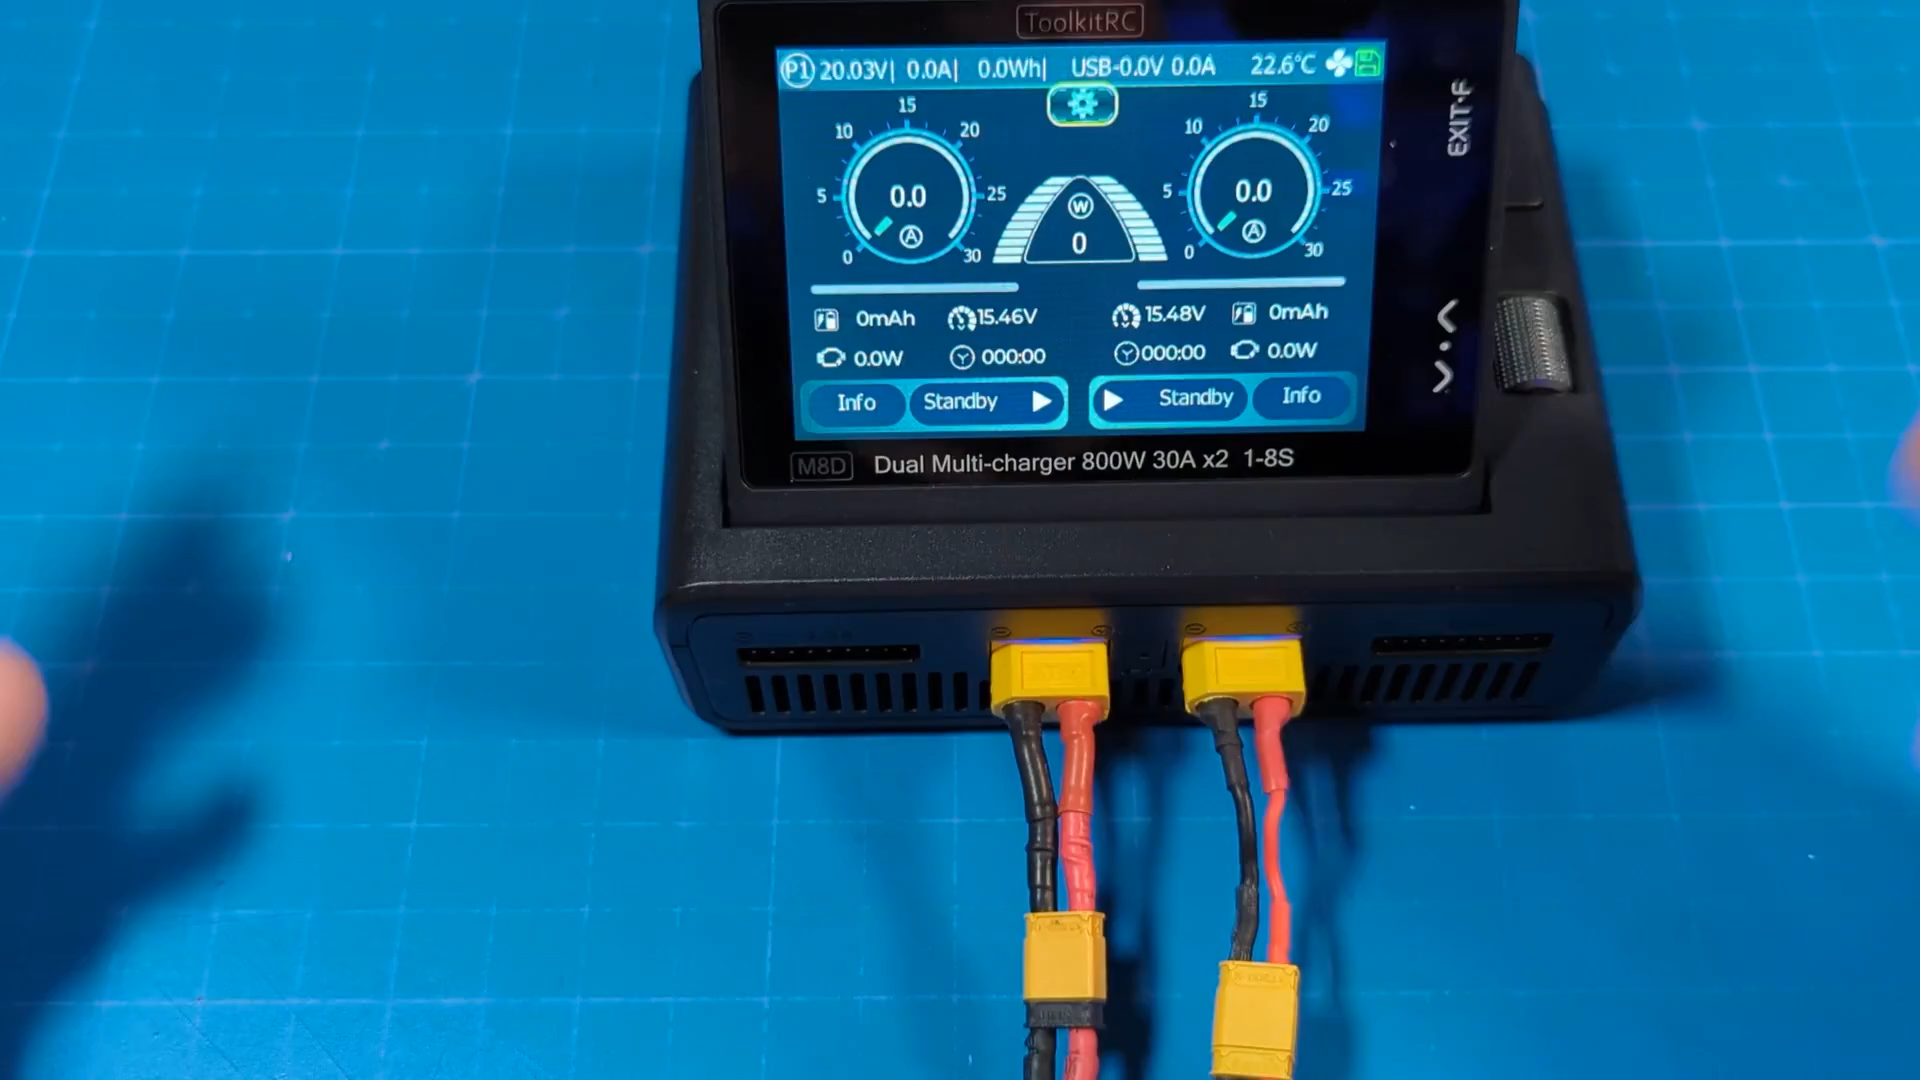 ToolkitRC
P1 20.03V| 0.0A| 0.0Wh| USB-0.0V 0.0A 22.6°C
15 15
10 20 10 20
5 0.0 25 5 0.0 25
A W A
0 30 0 0 30
0mAh 15.46V 15.48V 0mAh
0.0W 000:00 000:00 0.0W
Info Standby Standby Info
M8D Dual Multi-charger 800W 30A x2 1-8S
EXIT·F